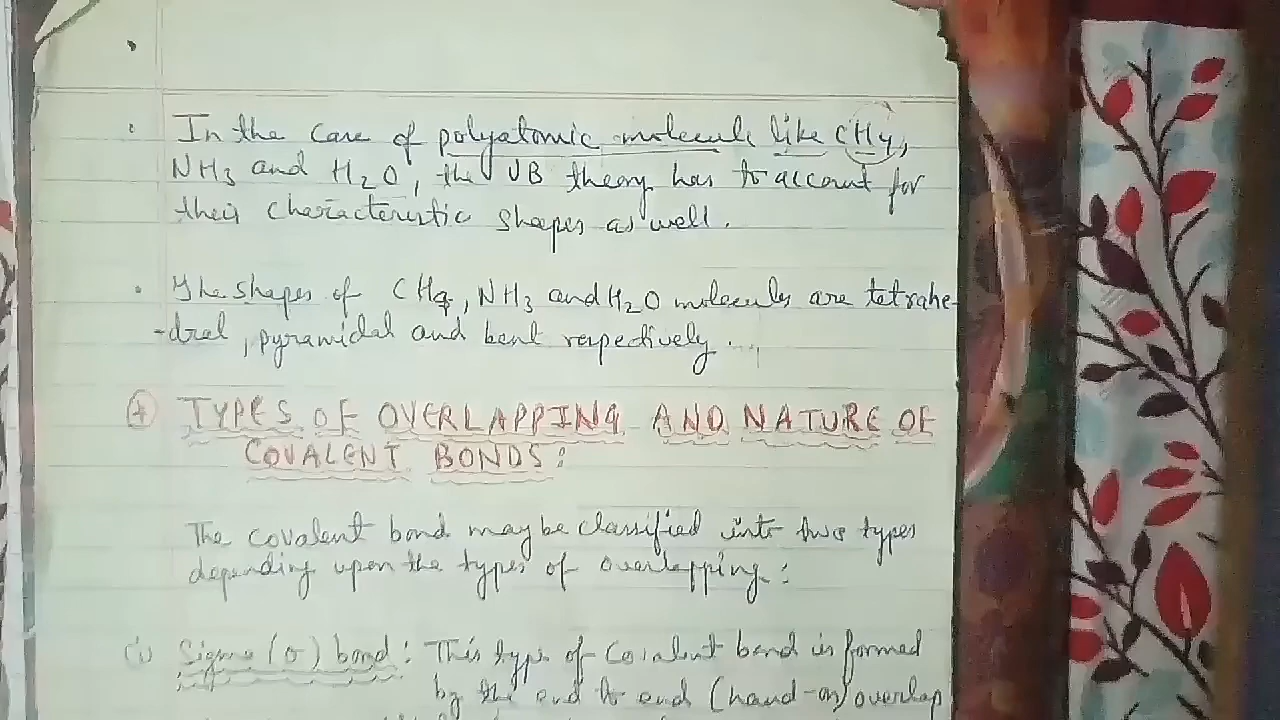 In the case of polyatomic molecule like CH4,
NH3 and H2O, the VB theory has to account for
their characteristic shapes as well.
The shapes of CH4, NH3 and H2O molecules are tetrahe-
-dral, pyramidal and bent respectively.
TYPES OF OVERLAPPING AND NATURE OF
COVALENT BONDS:
The covalent bond may be classified into two types
depending upon the types of overlapping:
(i) Sigma (σ) bond: This type of covalent bond is formed
by the end to end (hand-on) overlap